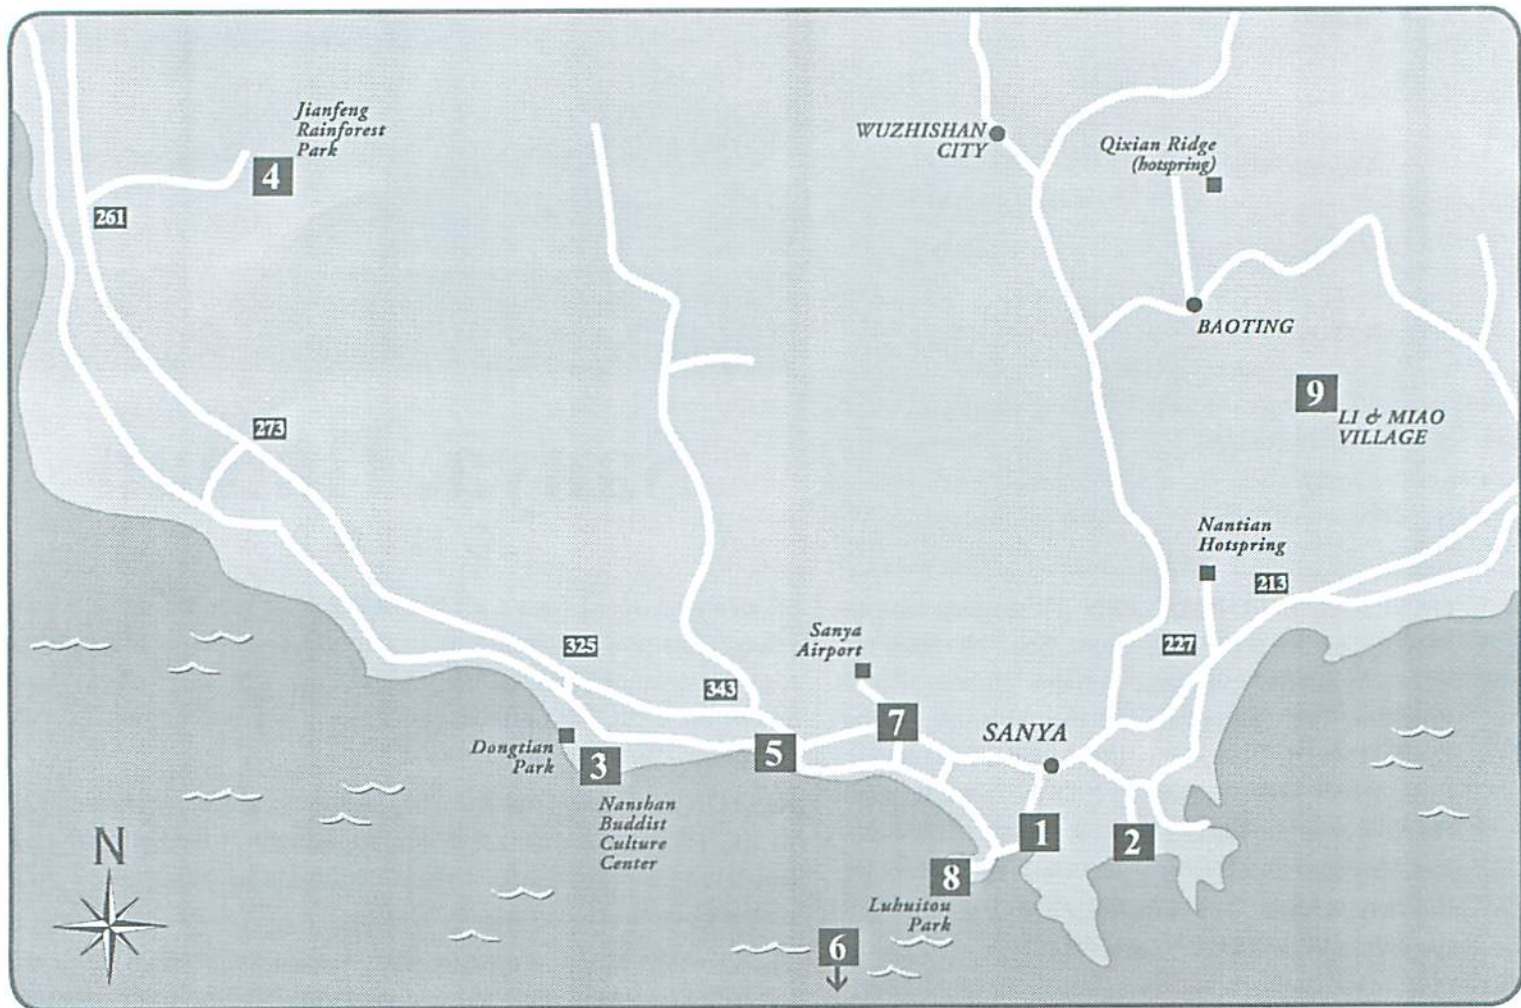 Jianfeng
Rainforest
Park
4
261
WUZHISHAN
CITY
Qixian Ridge
(hotspring)
BAOTING
9
LI & MIAO
VILLAGE
273
Nantian
Hotspring
213
227
325
343
Sanya
Airport
7
SANYA
5
Dongtian
Park
3
Nanshan
Buddist
Culture
Center
1
2
8
Luhuitou
Park
6
N